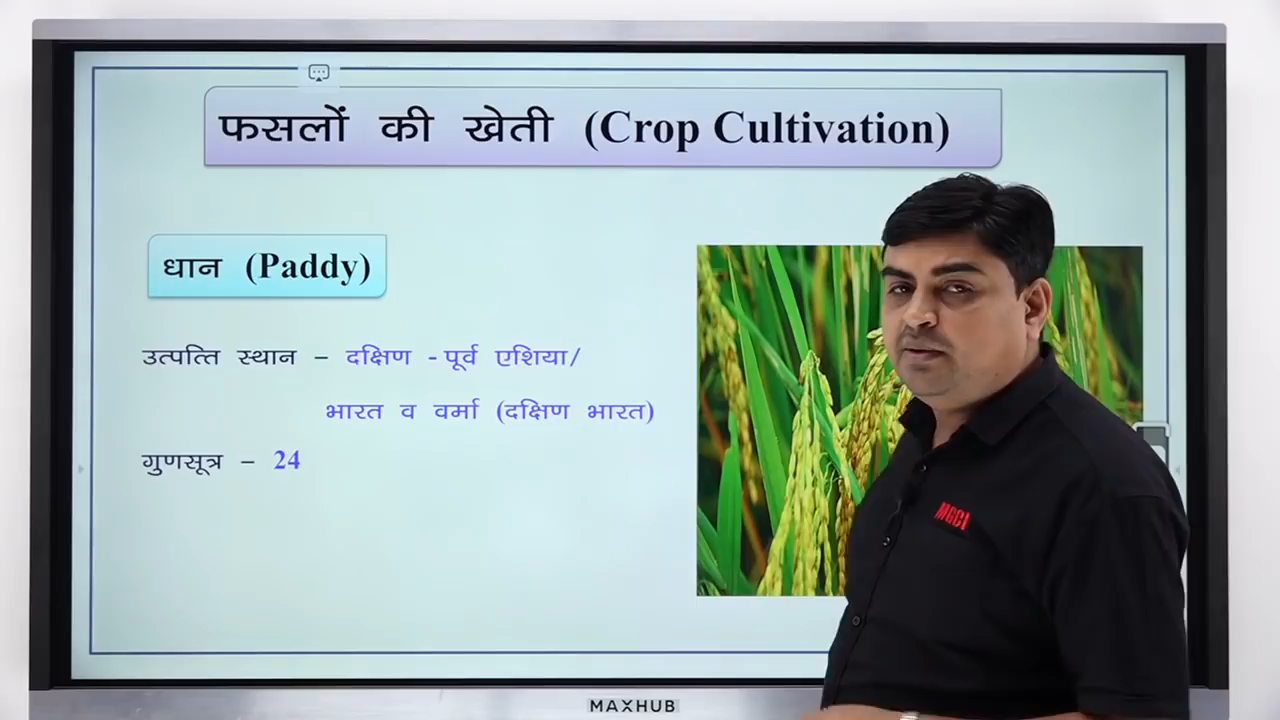 फसलों की खेती (Crop Cultivation)
धान (Paddy)
उत्पत्ति स्थान – दक्षिण - पूर्व एशिया/
भारत व वर्मा (दक्षिण भारत)
गुणसूत्र – 24
MGCI
MAXHUB